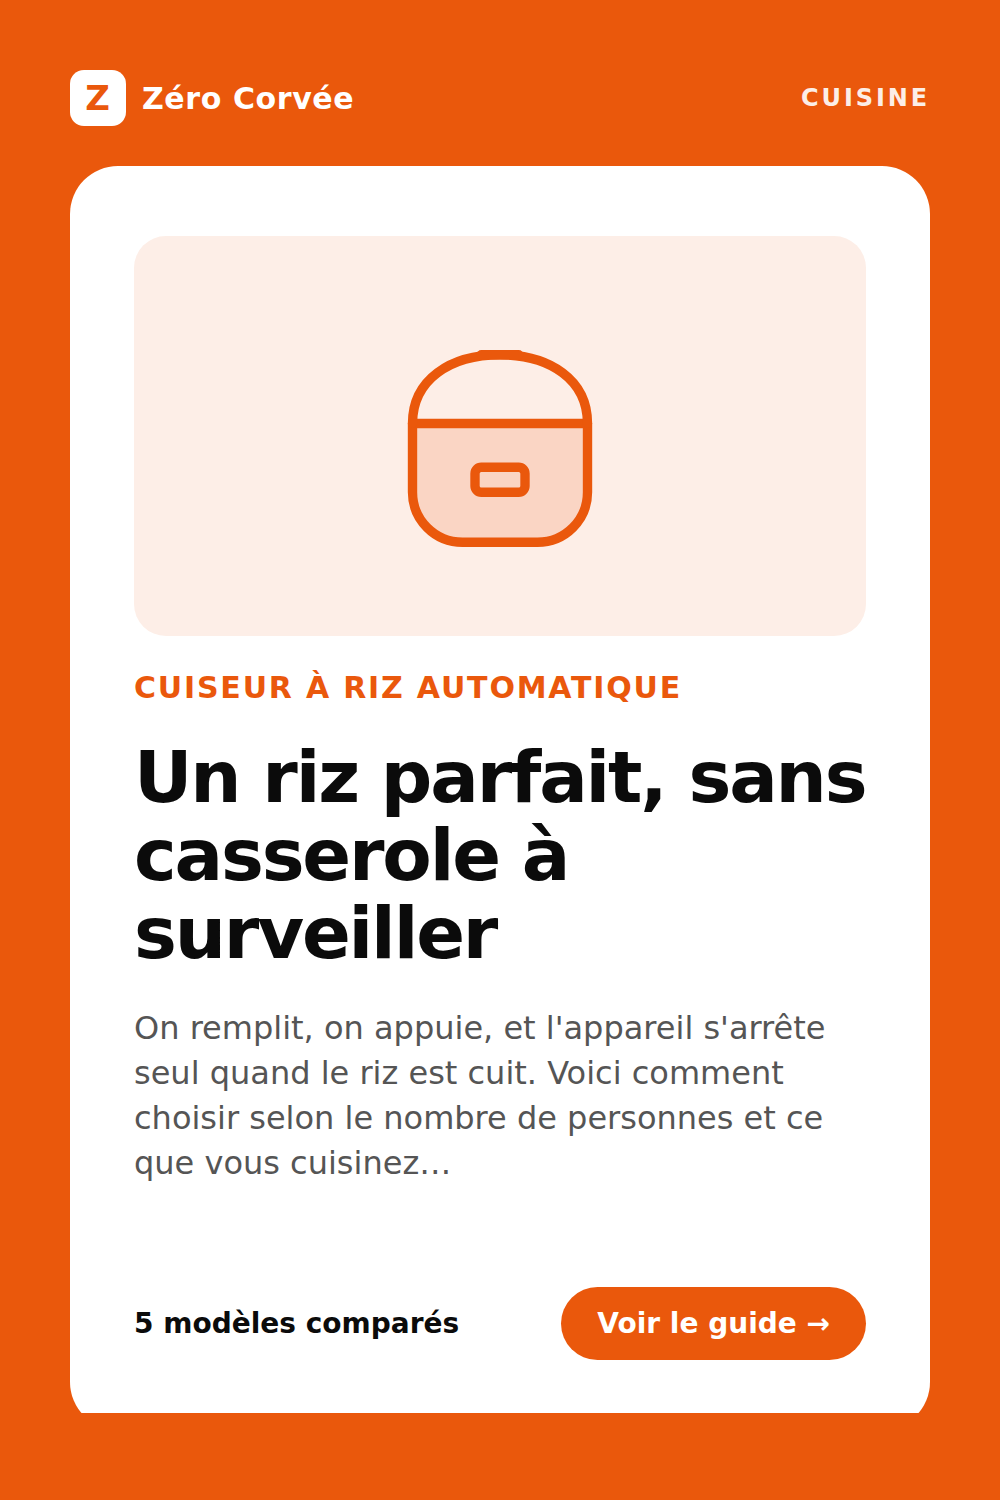 Z
Zéro Corvée
CUISINE
CUISEUR À RIZ AUTOMATIQUE
Un riz parfait, sans
casserole à
surveiller
On remplit, on appuie, et l'appareil s'arrête
seul quand le riz est cuit. Voici comment
choisir selon le nombre de personnes et ce
que vous cuisinez…
5 modèles comparés
Voir le guide →